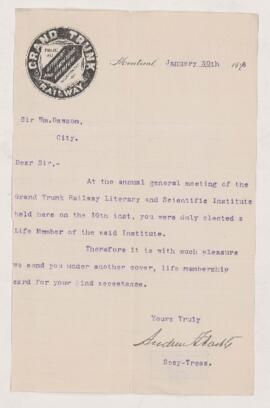 GRAND TRUNK
RAILWAY
Montreal January 30th 189
Sir Wm.Dawson,
City.
Dear Sir,-
At the annual general meeting of the
Grand Trunk Railway Literary and Scientific Institute
held here on the 10th inst, you were duly elected a
Life Member of the said Institute.
Therefore it is with much pleasure
we send you under another cover, life membership
card for your kind acceptance.
Yours Truly
Andrew
Secy-Treas.